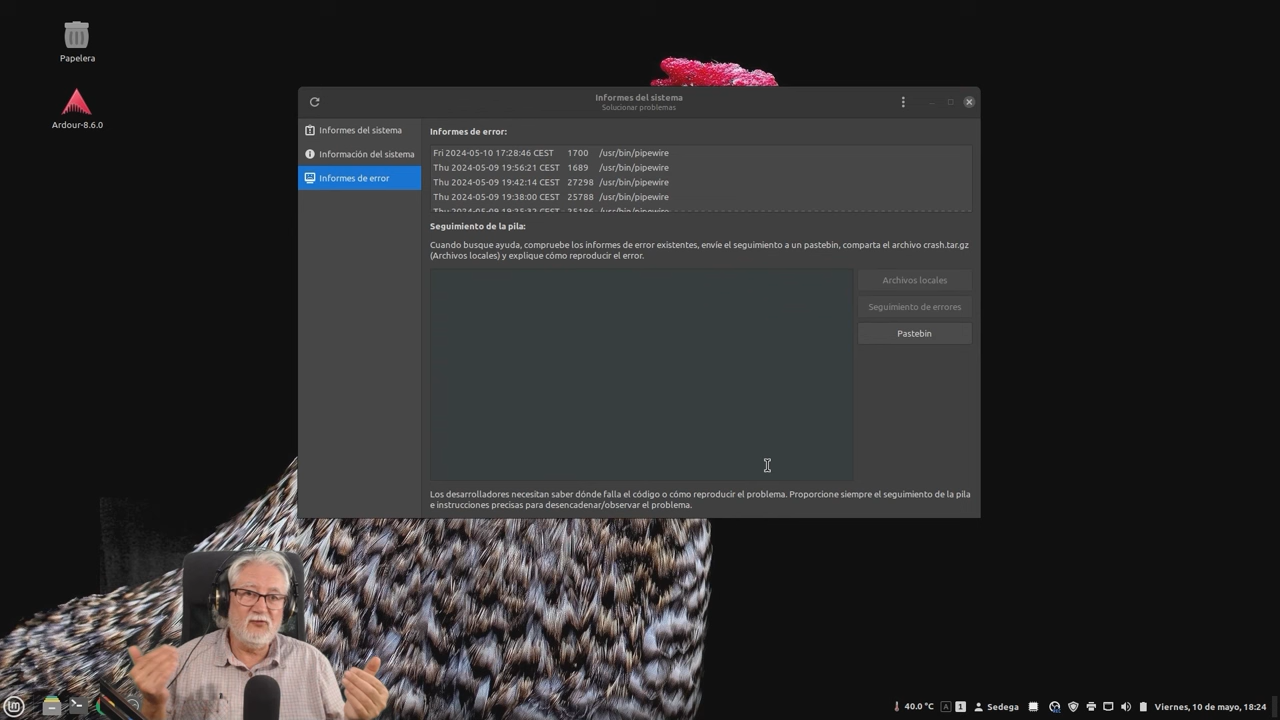 Papelera
Ardour-8.6.0
Informes del sistema
Solucionar problemas
Informes del sistema
Información del sistema
Informes de error
Informes de error:
Fri 2024-05-10 17:28:46 CEST 1700 /usr/bin/pipewire
Thu 2024-05-09 19:56:21 CEST 1689 /usr/bin/pipewire
Thu 2024-05-09 19:42:14 CEST 27298 /usr/bin/pipewire
Thu 2024-05-09 19:38:00 CEST 25788 /usr/bin/pipewire
Seguimiento de la pila:
Cuando busque ayuda, compruebe los informes de error existentes, envíe el seguimiento a un pastebin, comparta el archivo crash.tar.gz
(Archivos locales) y explique cómo reproducir el error.
Archivos locales
Seguimiento de errores
Pastebin
Los desarrolladores necesitan saber dónde falla el código o cómo reproducir el problema. Proporcione siempre el seguimiento de la pila
e instrucciones precisas para desencadenar/observar el problema.
40.0 °C A 1 Sedega Viernes, 10 de mayo, 18:24